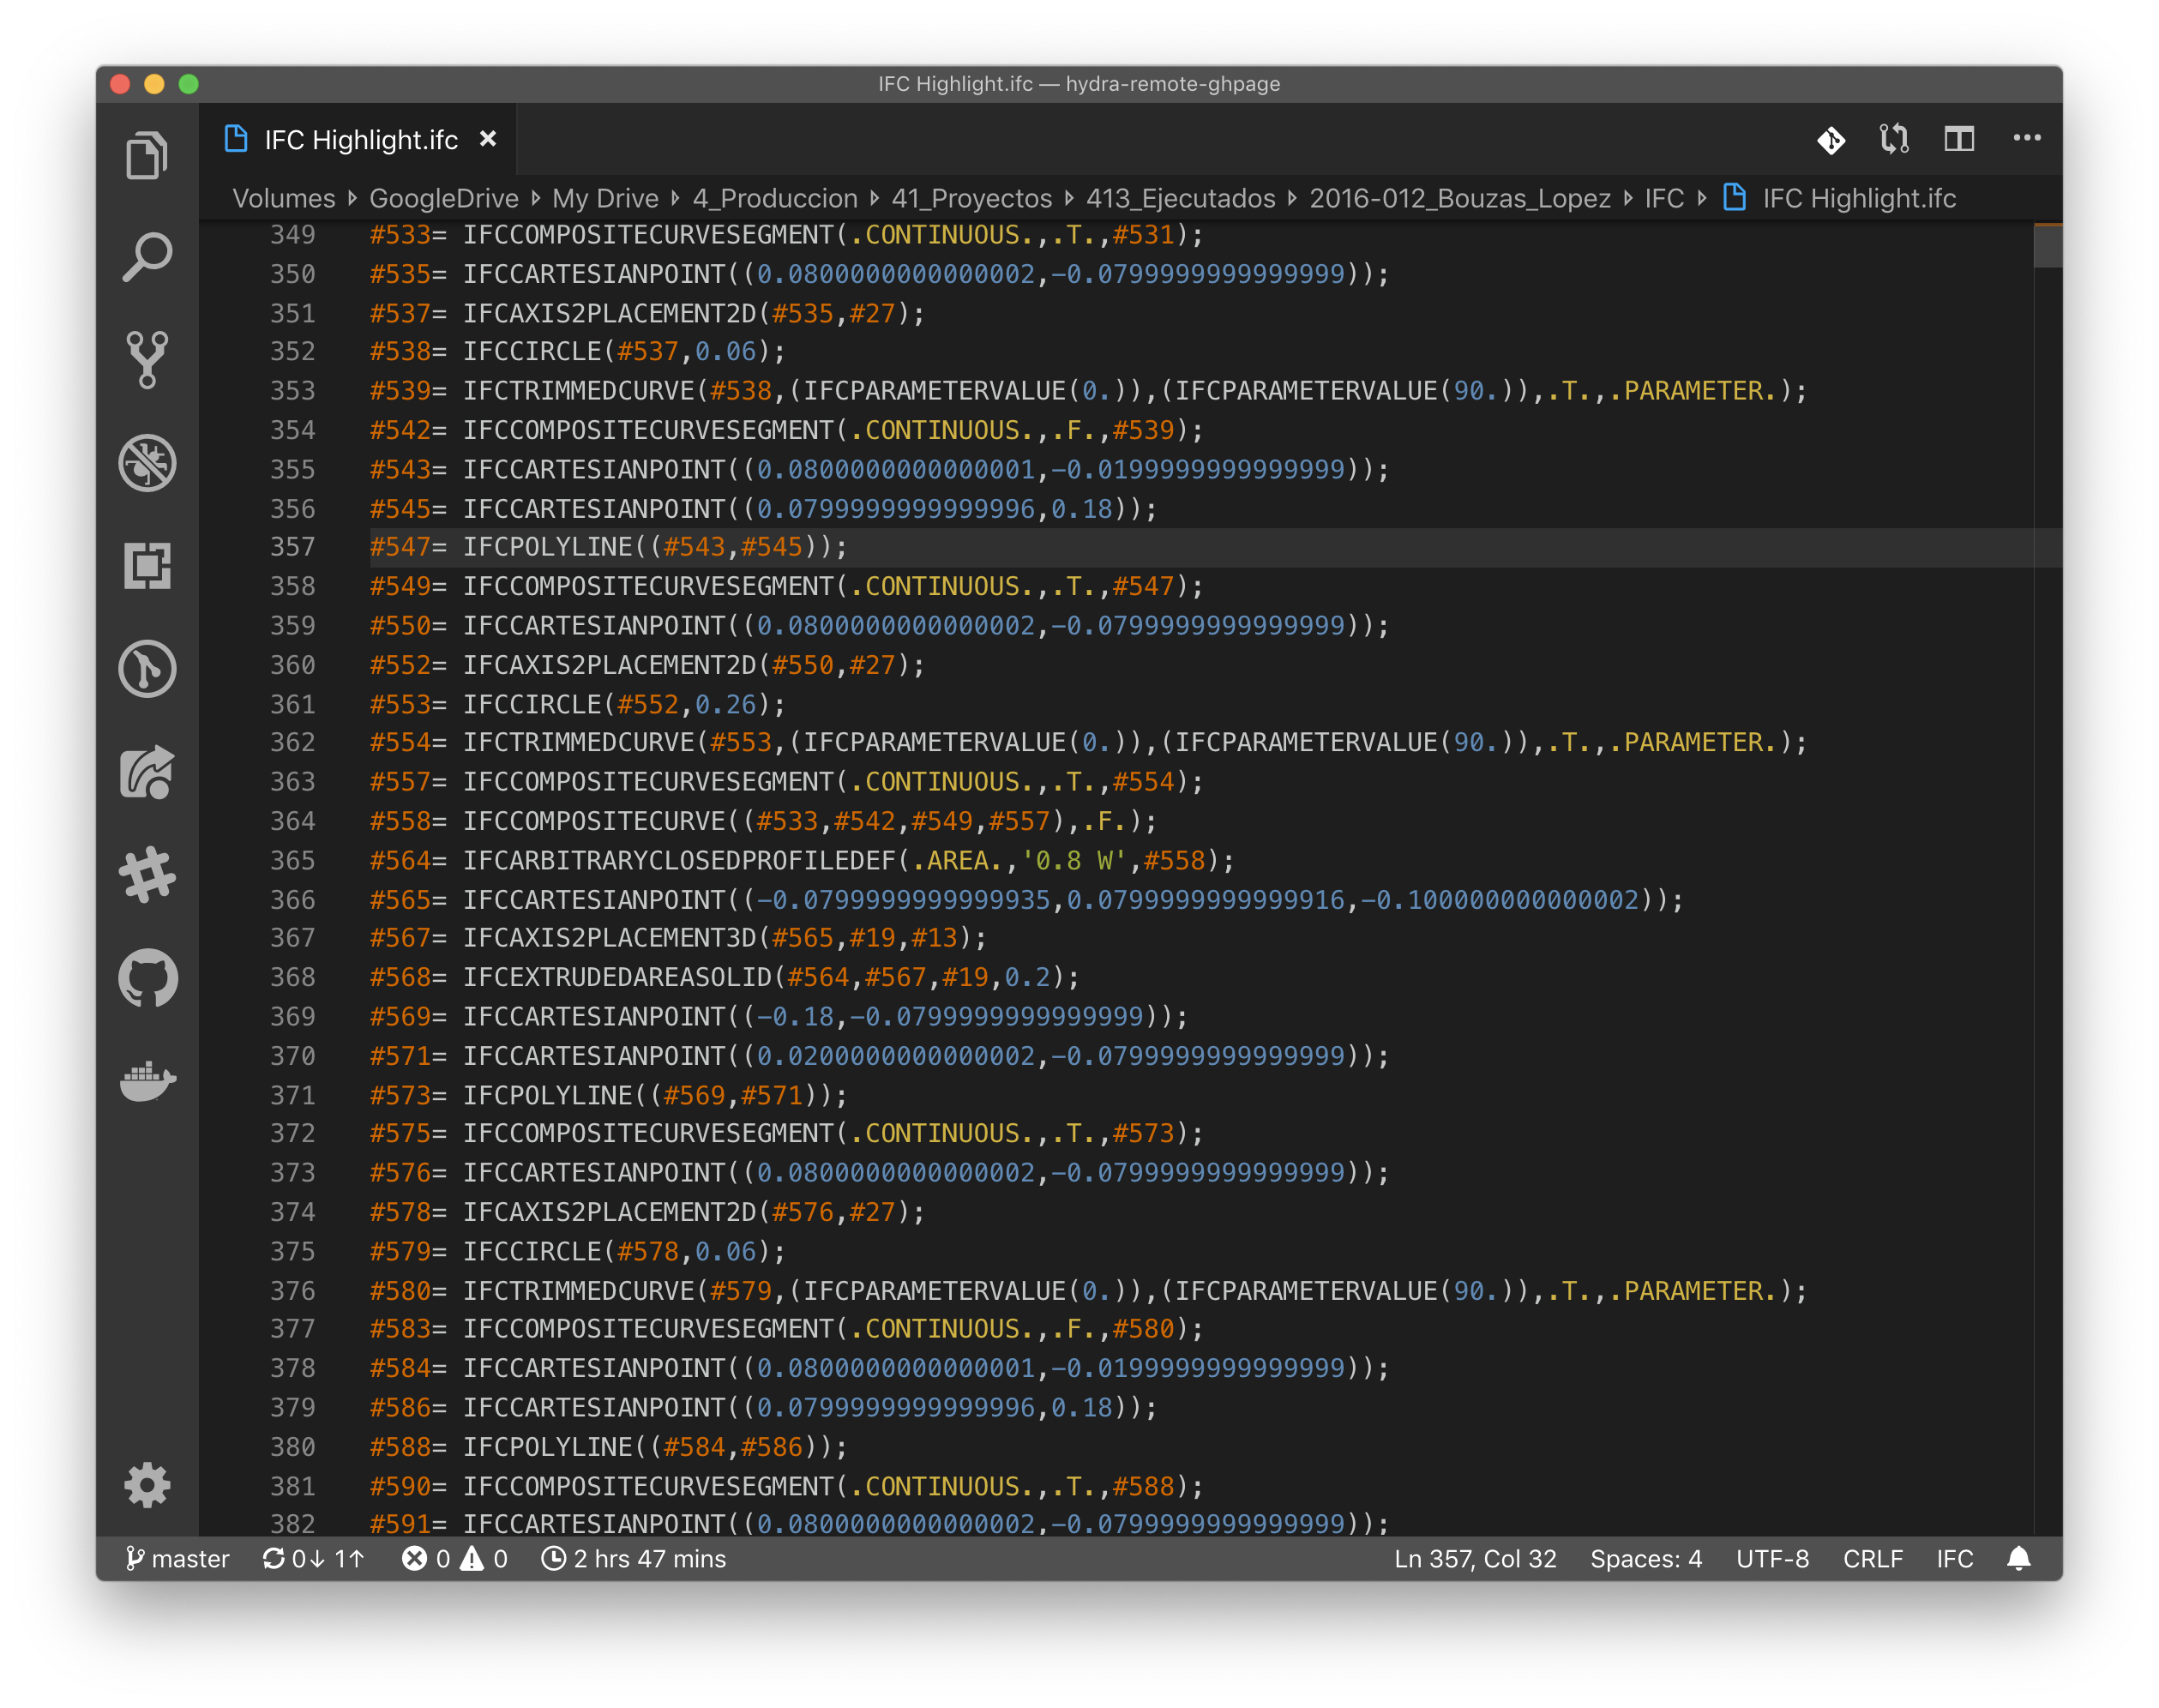 IFC Highlight.ifc — hydra-remote-ghpage
IFC Highlight.ifc
Volumes GoogleDrive My Drive 4_Produccion 41_Proyectos 413_Ejecutados 2016-012_Bouzas_Lopez IFC IFC Highlight.ifc
349 #533= IFCCOMPOSITECURVESEGMENT(.CONTINUOUS.,.T.,#531);
350 #535= IFCCARTESIANPOINT((0.0800000000000002,-0.0799999999999999));
351 #537= IFCAXIS2PLACEMENT2D(#535,#27);
352 #538= IFCCIRCLE(#537,0.06);
353 #539= IFCTRIMMEDCURVE(#538,(IFCPARAMETERVALUE(0.)),(IFCPARAMETERVALUE(90.)),.T.,.PARAMETER.);
354 #542= IFCCOMPOSITECURVESEGMENT(.CONTINUOUS.,.F.,#539);
355 #543= IFCCARTESIANPOINT((0.0800000000000001,-0.0199999999999999));
356 #545= IFCCARTESIANPOINT((0.0799999999999996,0.18));
357 #547= IFCPOLYLINE((#543,#545));
358 #549= IFCCOMPOSITECURVESEGMENT(.CONTINUOUS.,.T.,#547);
359 #550= IFCCARTESIANPOINT((0.0800000000000002,-0.0799999999999999));
360 #552= IFCAXIS2PLACEMENT2D(#550,#27);
361 #553= IFCCIRCLE(#552,0.26);
362 #554= IFCTRIMMEDCURVE(#553,(IFCPARAMETERVALUE(0.)),(IFCPARAMETERVALUE(90.)),.T.,.PARAMETER.);
363 #557= IFCCOMPOSITECURVESEGMENT(.CONTINUOUS.,.T.,#554);
364 #558= IFCCOMPOSITECURVE((#533,#542,#549,#557),.F.);
365 #564= IFCARBITRARYCLOSEDPROFILEDEF(.AREA.,'0.8 W',#558);
366 #565= IFCCARTESIANPOINT((-0.0799999999999935,0.0799999999999916,-0.100000000000002));
367 #567= IFCAXIS2PLACEMENT3D(#565,#19,#13);
368 #568= IFCEXTRUDEDAREASOLID(#564,#567,#19,0.2);
369 #569= IFCCARTESIANPOINT((-0.18,-0.0799999999999999));
370 #571= IFCCARTESIANPOINT((0.0200000000000002,-0.0799999999999999));
371 #573= IFCPOLYLINE((#569,#571));
372 #575= IFCCOMPOSITECURVESEGMENT(.CONTINUOUS.,.T.,#573);
373 #576= IFCCARTESIANPOINT((0.0800000000000002,-0.0799999999999999));
374 #578= IFCAXIS2PLACEMENT2D(#576,#27);
375 #579= IFCCIRCLE(#578,0.06);
376 #580= IFCTRIMMEDCURVE(#579,(IFCPARAMETERVALUE(0.)),(IFCPARAMETERVALUE(90.)),.T.,.PARAMETER.);
377 #583= IFCCOMPOSITECURVESEGMENT(.CONTINUOUS.,.F.,#580);
378 #584= IFCCARTESIANPOINT((0.0800000000000001,-0.0199999999999999));
379 #586= IFCCARTESIANPOINT((0.0799999999999996,0.18));
380 #588= IFCPOLYLINE((#584,#586));
381 #590= IFCCOMPOSITECURVESEGMENT(.CONTINUOUS.,.T.,#588);
382 #591= IFCCARTESIANPOINT((0.0800000000000002,-0.0799999999999999));
master 0↓ 1↑ 0 0 2 hrs 47 mins Ln 357, Col 32 Spaces: 4 UTF-8 CRLF IFC